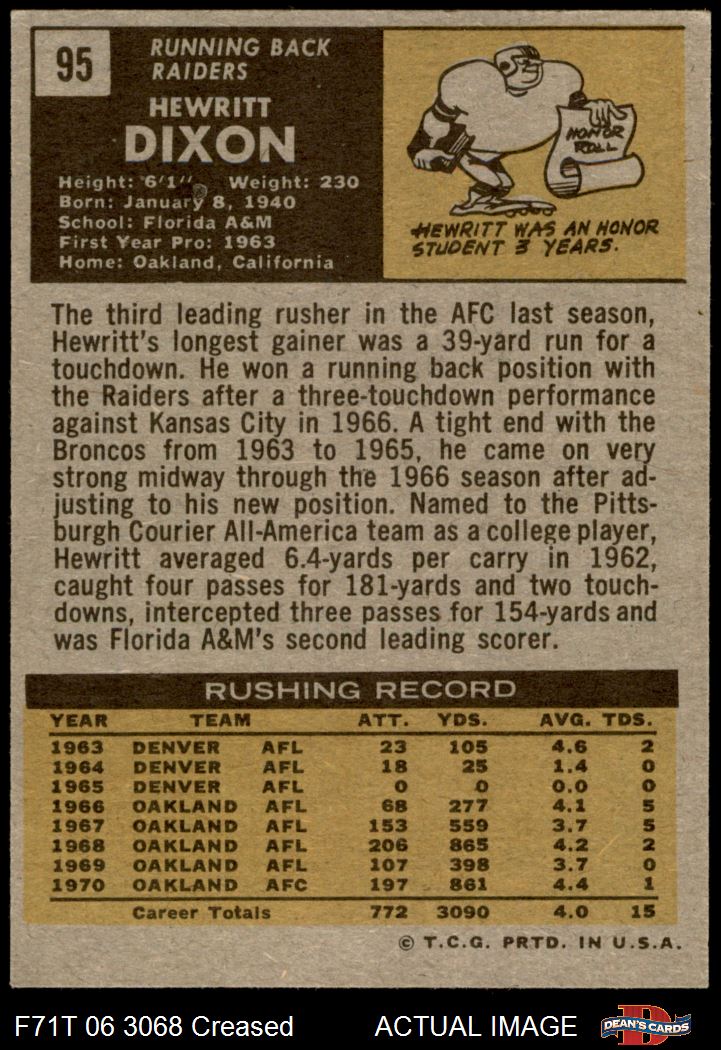 95
RUNNING BACK
RAIDERS
HEWRITT
DIXON
Height: 6'1" Weight: 230
Born: January 8, 1940
School: Florida A&M
First Year Pro: 1963
Home: Oakland, California
HONOR
ROLL
HEWRITT WAS AN HONOR
STUDENT 3 YEARS.
The third leading rusher in the AFC last season,
Hewritt's longest gainer was a 39-yard run for a
touchdown. He won a running back position with
the Raiders after a three-touchdown performance
against Kansas City in 1966. A tight end with the
Broncos from 1963 to 1965, he came on very
strong midway through the 1966 season after ad-
justing to his new position. Named to the Pitts-
burgh Courier All-America team as a college player,
Hewritt averaged 6.4-yards per carry in 1962,
caught four passes for 181-yards and two touch-
downs, intercepted three passes for 154-yards and
was Florida A&M's second leading scorer.
RUSHING RECORD
YEAR TEAM ATT. YDS. AVG. TDS.
1963 DENVER AFL 23 105 4.6 2
1964 DENVER AFL 18 25 1.4 0
1965 DENVER AFL 0 0 0.0 0
1966 OAKLAND AFL 68 277 4.1 5
1967 OAKLAND AFL 153 559 3.7 5
1968 OAKLAND AFL 206 865 4.2 2
1969 OAKLAND AFL 107 398 3.7 0
1970 OAKLAND AFC 197 861 4.4 1
Career Totals 772 3090 4.0 15
© T.C.G. PRTD. IN U.S.A.
F71T 06 3068 Creased ACTUAL IMAGE
D
DEAN'S CARDS